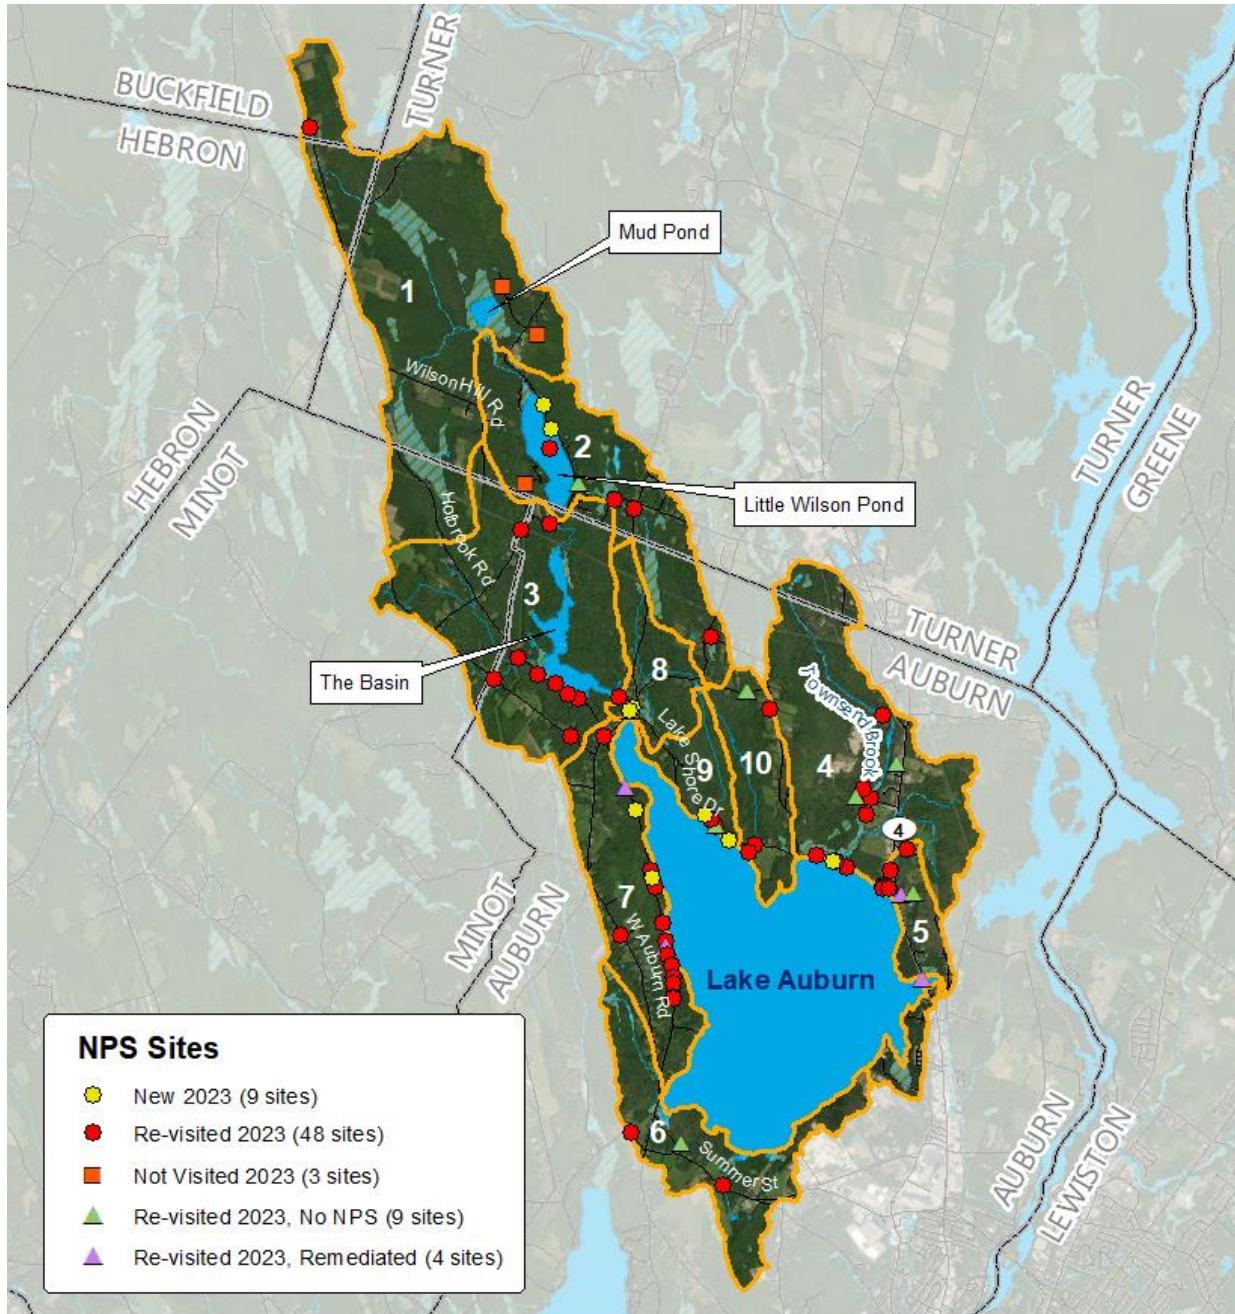 BUCKFIELD
HEBRON
TURNER
Mud Pond
1
Wilson Hill Rd
2
HEBRON
MINOT
TURNER
GREENE
Little Wilson Pond
Holbrook Rd
3
The Basin
8
TURNER
AUBURN
Townsend Brook
Lake Shore Dr
9
10
4
4
7
W Auburn Rd
5
MINOT
AUBURN
Lake Auburn
6
Summer St
AUBURN
LEWISTON
NPS Sites
New 2023 (9 sites)
Re-visited 2023 (48 sites)
Not Visited 2023 (3 sites)
Re-visited 2023, No NPS (9 sites)
Re-visited 2023, Remediated (4 sites)